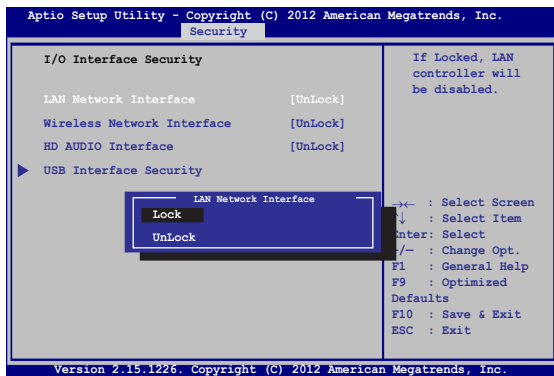 Aptio Setup Utility - Copyright (C) 2012 American Megatrends, Inc.
Security
I/O Interface Security
LAN Network Interface [UnLock]
Wireless Network Interface [UnLock]
HD AUDIO Interface [UnLock]
USB Interface Security
If Locked, LAN
controller will
be disabled.
LAN Network Interface
Lock
UnLock
→← : Select Screen
↑↓ : Select Item
Enter: Select
+/— : Change Opt.
F1 : General Help
F9 : Optimized
Defaults
F10 : Save & Exit
ESC : Exit
Version 2.15.1226. Copyright (C) 2012 American Megatrends, Inc.